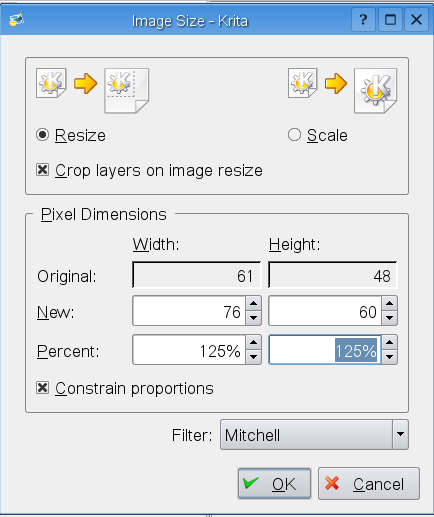 Image Size - Krita
Resize
Scale
Crop layers on image resize
Pixel Dimensions
Width: Height:
Original: 61 48
New: 76 60
Percent: 125% 125%
Constrain proportions
Filter: Mitchell
OK Cancel